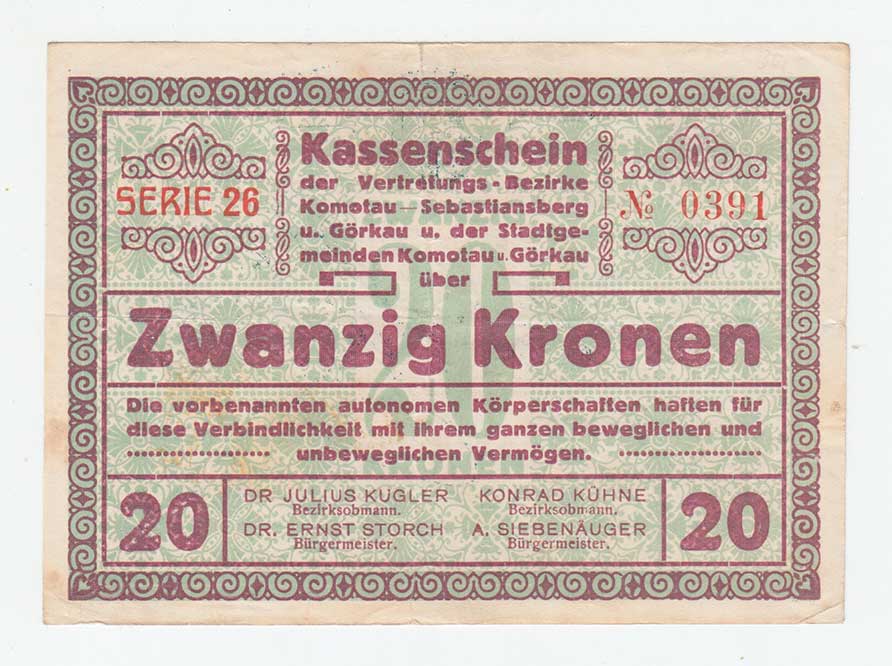 Kassenschein
der Vertretungs-Bezirke
Komotau — Sebastiansberg
u. Görkau u. der Stadtge-
meinden Komotau u. Görkau
über
SERIE 26
№ 0391
Zwanzig Kronen
20
KRONEN
Die vorbenannten autonomen Körperschaften haften für
diese Verbindlichkeit mit ihrem ganzen beweglichen und
unbeweglichen Vermögen.
20
DR JULIUS KUGLER
Bezirksobmann.
DR. ERNST STORCH
Bürgermeister.
KONRAD KÜHNE
Bezirksobmann.
A. SIEBENÄUGER
Bürgermeister.
20